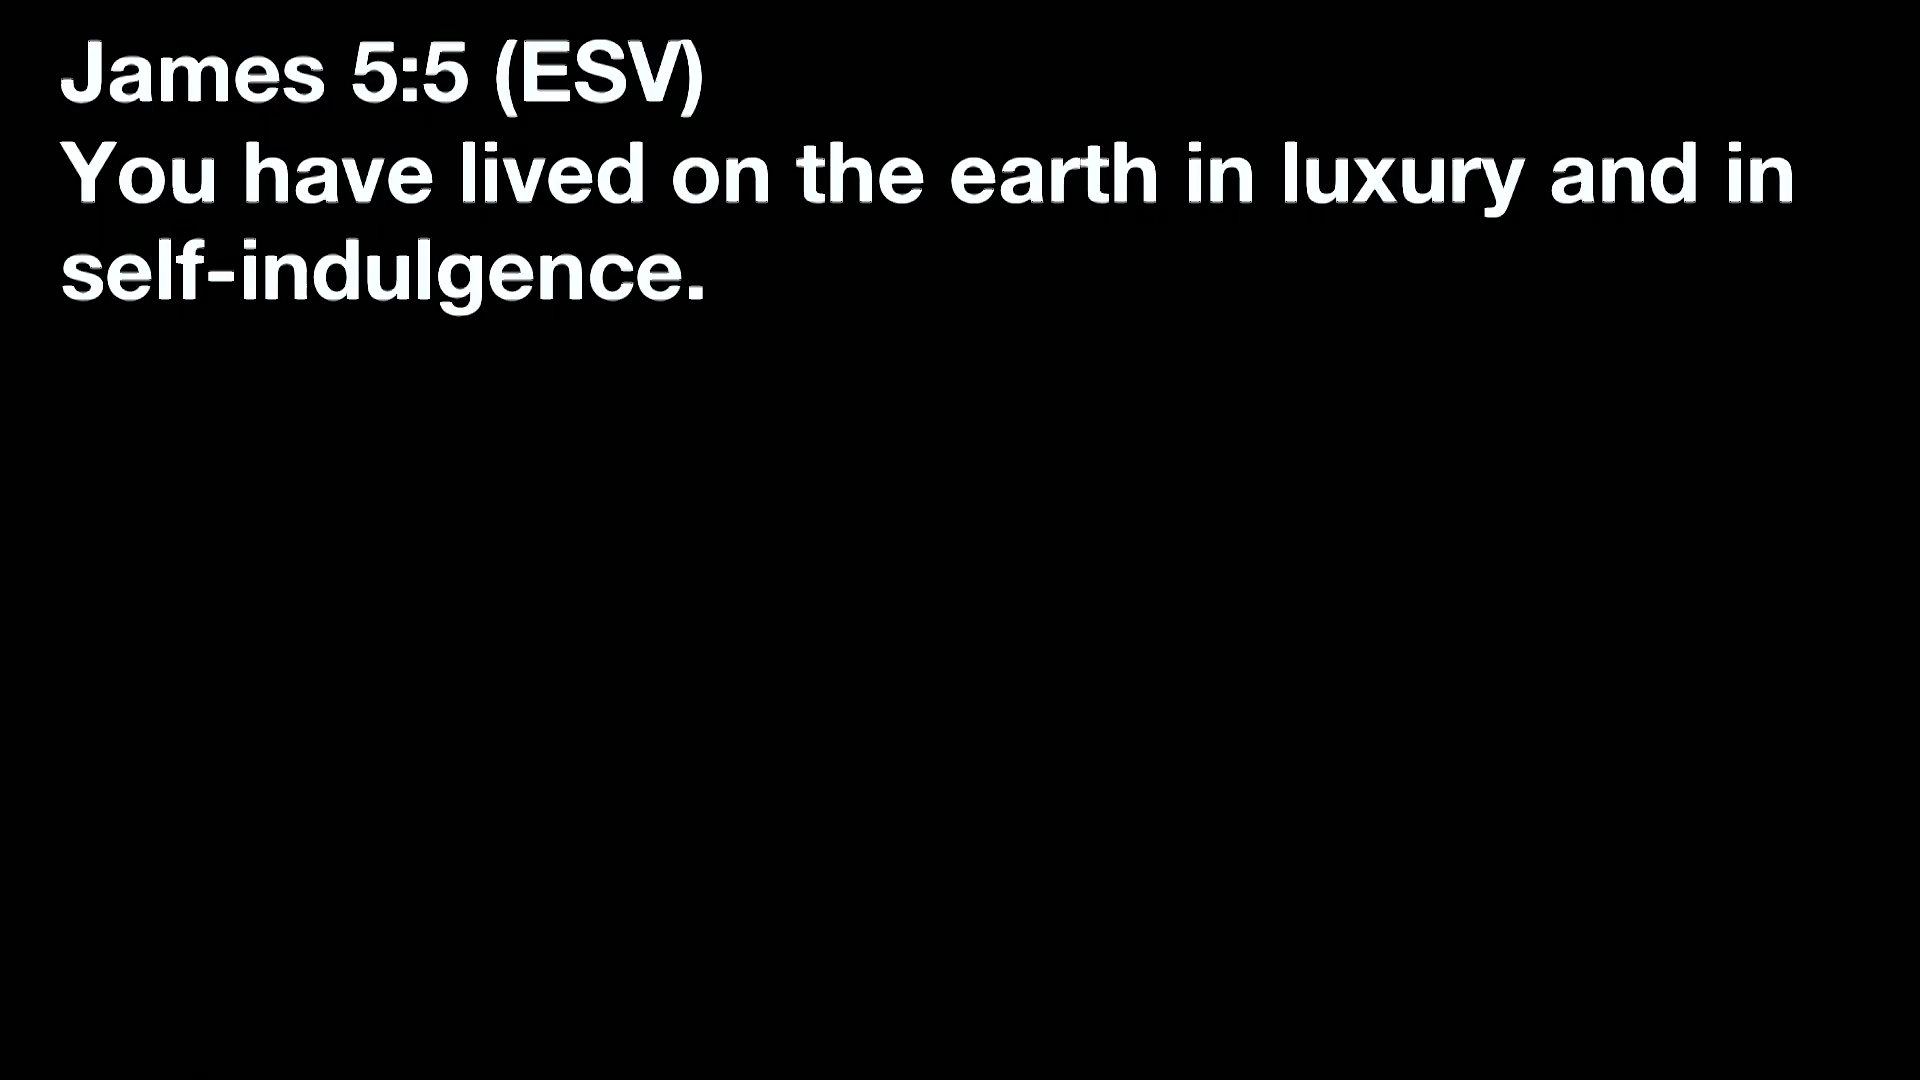 James 5:5 (ESV)
You have lived on the earth in luxury and in
self-indulgence.